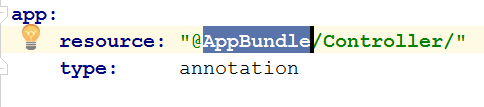 app:
resource: "@AppBundle/Controller/"
type: annotation